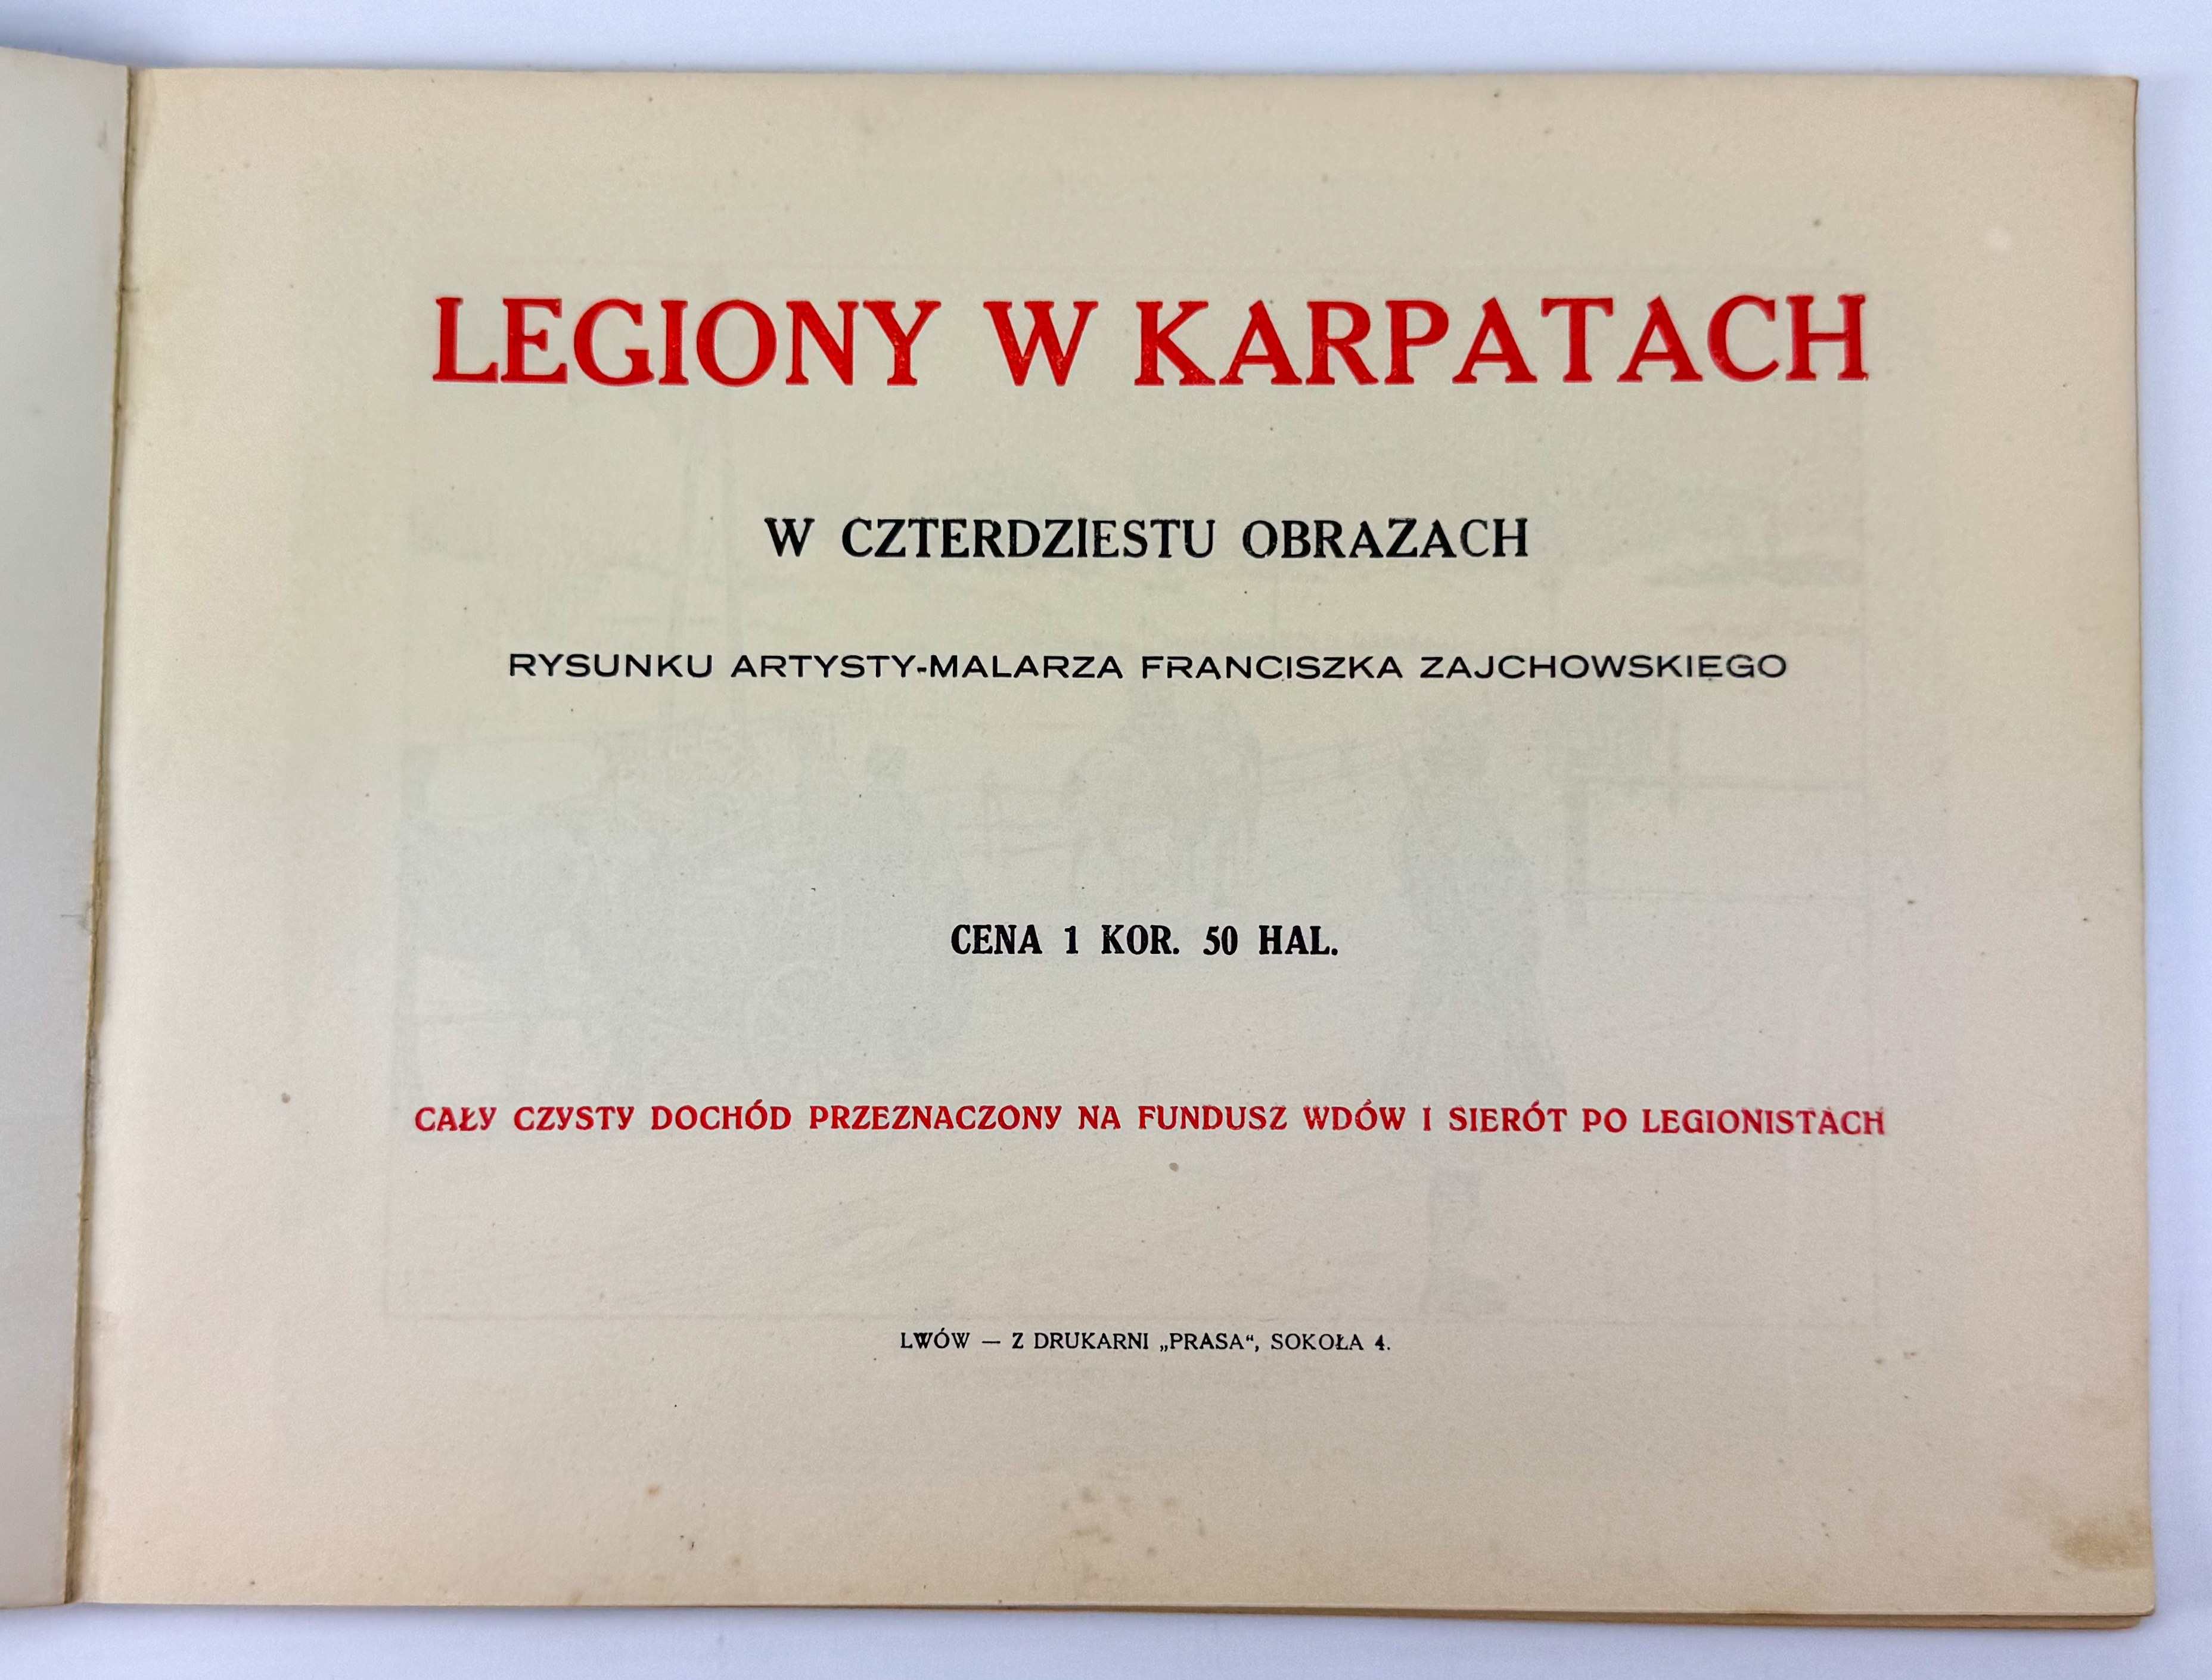 LEGIONY W KARPATACH
W CZTERDZIESTU OBRAZACH
RYSUNKU ARTYSTY-MALARZA FRANCISZKA ZAJCHOWSKIEGO
CENA 1 KOR. 50 HAL.
CAŁY CZYSTY DOCHÓD PRZEZNACZONY NA FUNDUSZ WDÓW I SIERÓT PO LEGIONISTACH
LWÓW — Z DRUKARNI „PRASA“, SOKOŁA 4.